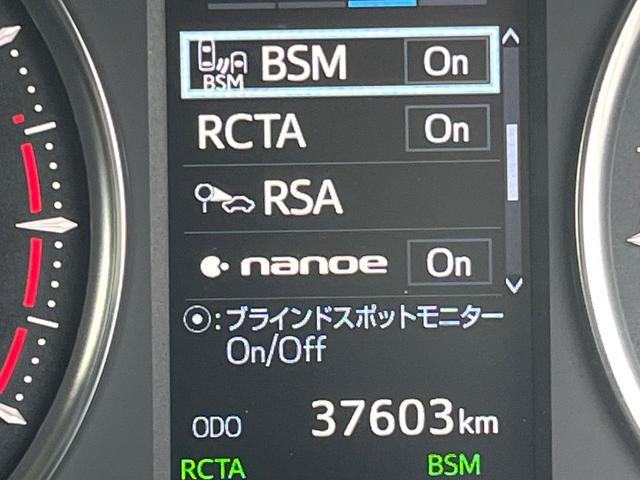 BSM BSM On
RCTA On
RSA
nanoe On
⦿:ブラインドスポットモニター
On/Off
ODO 37603km
RCTA BSM